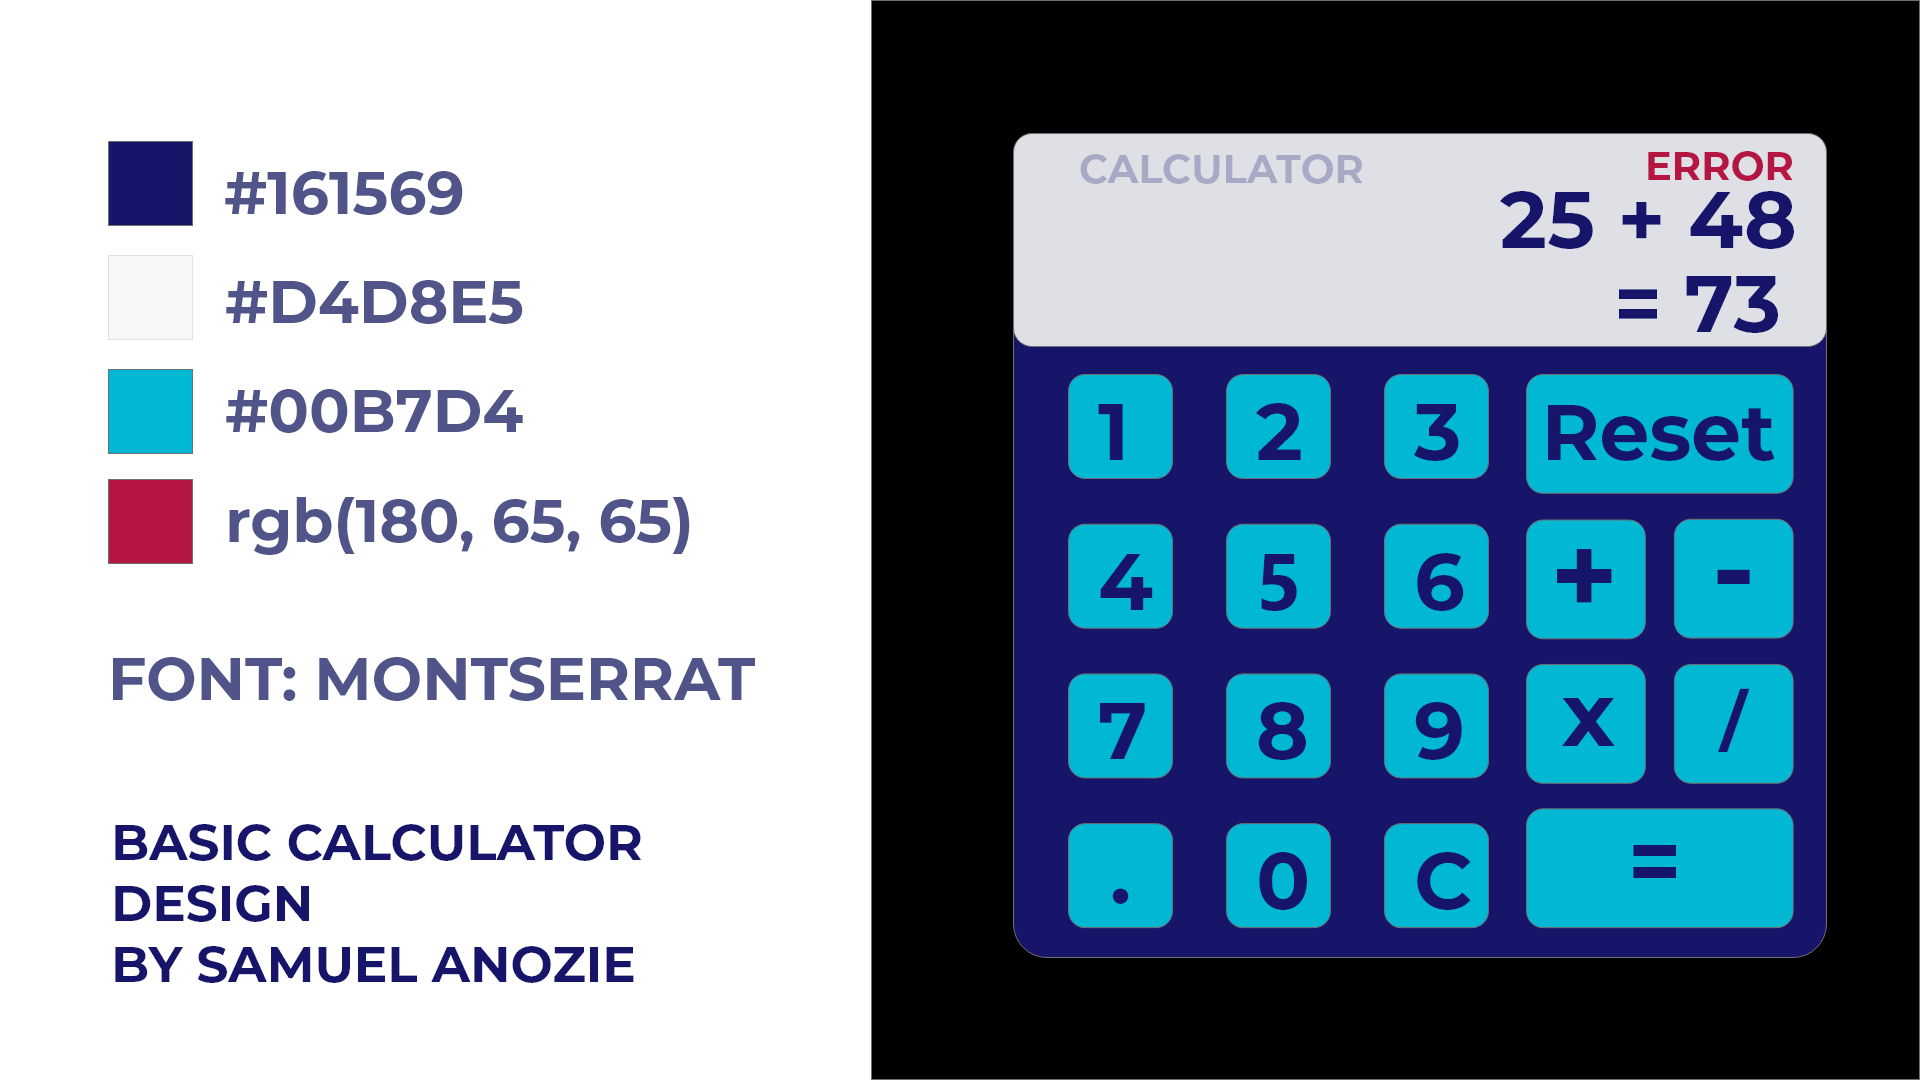 #161569
#D4D8E5
#00B7D4
rgb(180, 65, 65)
FONT: MONTSERRAT
BASIC CALCULATOR
DESIGN
BY SAMUEL ANOZIE
CALCULATOR
ERROR
25 + 48
= 73
1 2 3 Reset
4 5 6 + -
7 8 9 x /
. 0 C =